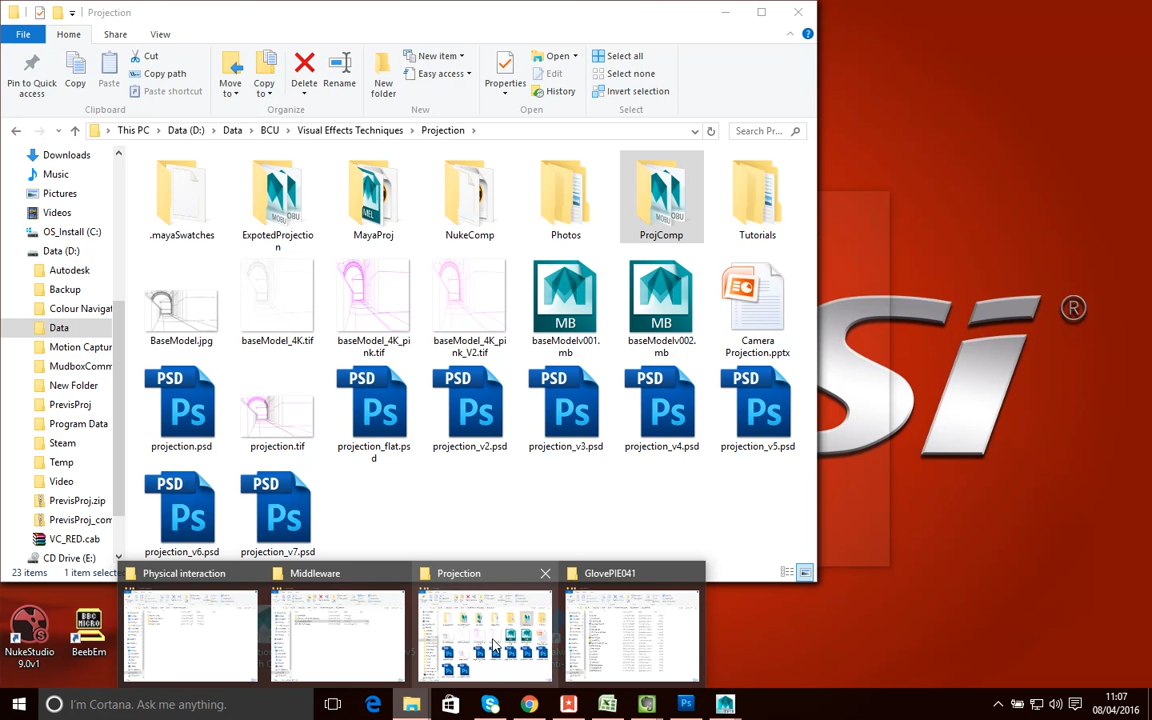 Projection
File Home Share View
Pin to Quick access
Copy
Paste
Cut
Copy path
Paste shortcut
Clipboard
Move to
Copy to
Delete
Rename
Organize
New folder
New item
Easy access
New
Properties
Open
Edit
History
Open
Select all
Select none
Invert selection
Select
This PC > Data (D:) > Data > BCU > Visual Effects Techniques > Projection >
Search Pr...
Downloads
Music
Pictures
Videos
OS_Install (C:)
Data (D:)
Autodesk
Backup
Colour Navigat
Data
Motion Captur
MudboxComm
New Folder
PrevisProj
Program Data
Steam
Temp
Video
PrevisProj.zip
PrevisProj_com
VC_RED.cab
CD Drive (E:)
.mayaSwatches
ExpotedProjectio
n
MayaProj
NukeComp
Photos
ProjComp
Tutorials
BaseModel.jpg
baseModel_4K.tif
baseModel_4K_pi
nk.tif
baseModel_4K_pi
nk_V2.tif
baseModelv001.
mb
baseModelv002.
mb
Camera
Projection.pptx
projection.psd
projection.tif
projection_flat.ps
d
projection_v2.psd
projection_v3.psd
projection_v4.psd
projection_v5.psd
projection_v6.psd
projection_v7.psd
23 items 1 item selecte
Physical interaction
Middleware
Projection
GlovePIE041
NukeStudio
9.0v1
BeebEm
BBC
MICRO
Si ®
I'm Cortana. Ask me anything.
11:07
08/04/2016